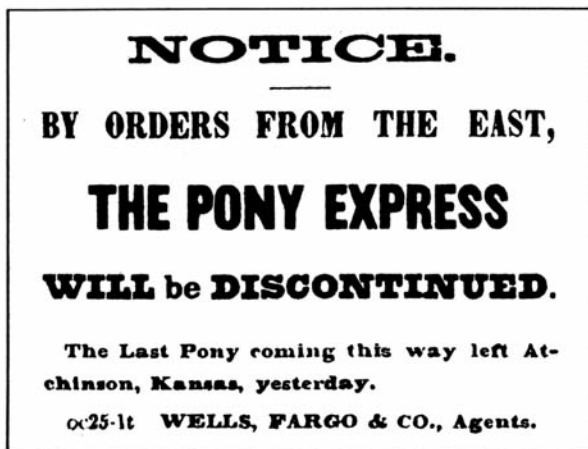 NOTICE.
BY ORDERS FROM THE EAST,
THE PONY EXPRESS
WILL be DISCONTINUED.
The Last Pony coming this way left At-
chinson, Kansas, yesterday.
oc25-1t WELLS, FARGO & CO., Agents.